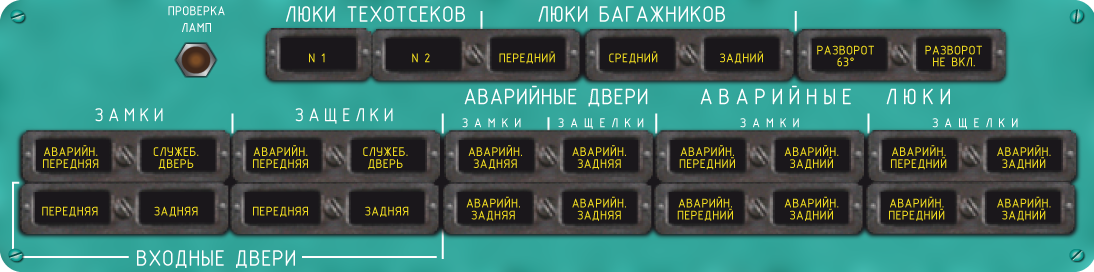 ПРОВЕРКА
ЛАМП
ЛЮКИ ТЕХОТСЕКОВ
ЛЮКИ БАГАЖНИКОВ
N 1
N 2
ПЕРЕДНИЙ
СРЕДНИЙ
ЗАДНИЙ
РАЗВОРОТ
63°
РАЗВОРОТ
НЕ ВКЛ.
ЗАМКИ
ЗАЩЕЛКИ
АВАРИЙНЫЕ ДВЕРИ
ЗАМКИ
ЗАЩЕЛКИ
АВАРИЙНЫЕ ЛЮКИ
ЗАМКИ
ЗАЩЕЛКИ
АВАРИЙН.
ПЕРЕДНЯЯ
СЛУЖЕБ.
ДВЕРЬ
АВАРИЙН.
ПЕРЕДНЯЯ
СЛУЖЕБ.
ДВЕРЬ
АВАРИЙН.
ЗАДНЯЯ
АВАРИЙН.
ЗАДНЯЯ
АВАРИЙН.
ПЕРЕДНИЙ
АВАРИЙН.
ЗАДНИЙ
АВАРИЙН.
ПЕРЕДНИЙ
АВАРИЙН.
ЗАДНИЙ
ПЕРЕДНЯЯ
ЗАДНЯЯ
ПЕРЕДНЯЯ
ЗАДНЯЯ
АВАРИЙН.
ЗАДНЯЯ
АВАРИЙН.
ЗАДНЯЯ
АВАРИЙН.
ПЕРЕДНИЙ
АВАРИЙН.
ЗАДНИЙ
АВАРИЙН.
ПЕРЕДНИЙ
АВАРИЙН.
ЗАДНИЙ
ВХОДНЫЕ ДВЕРИ